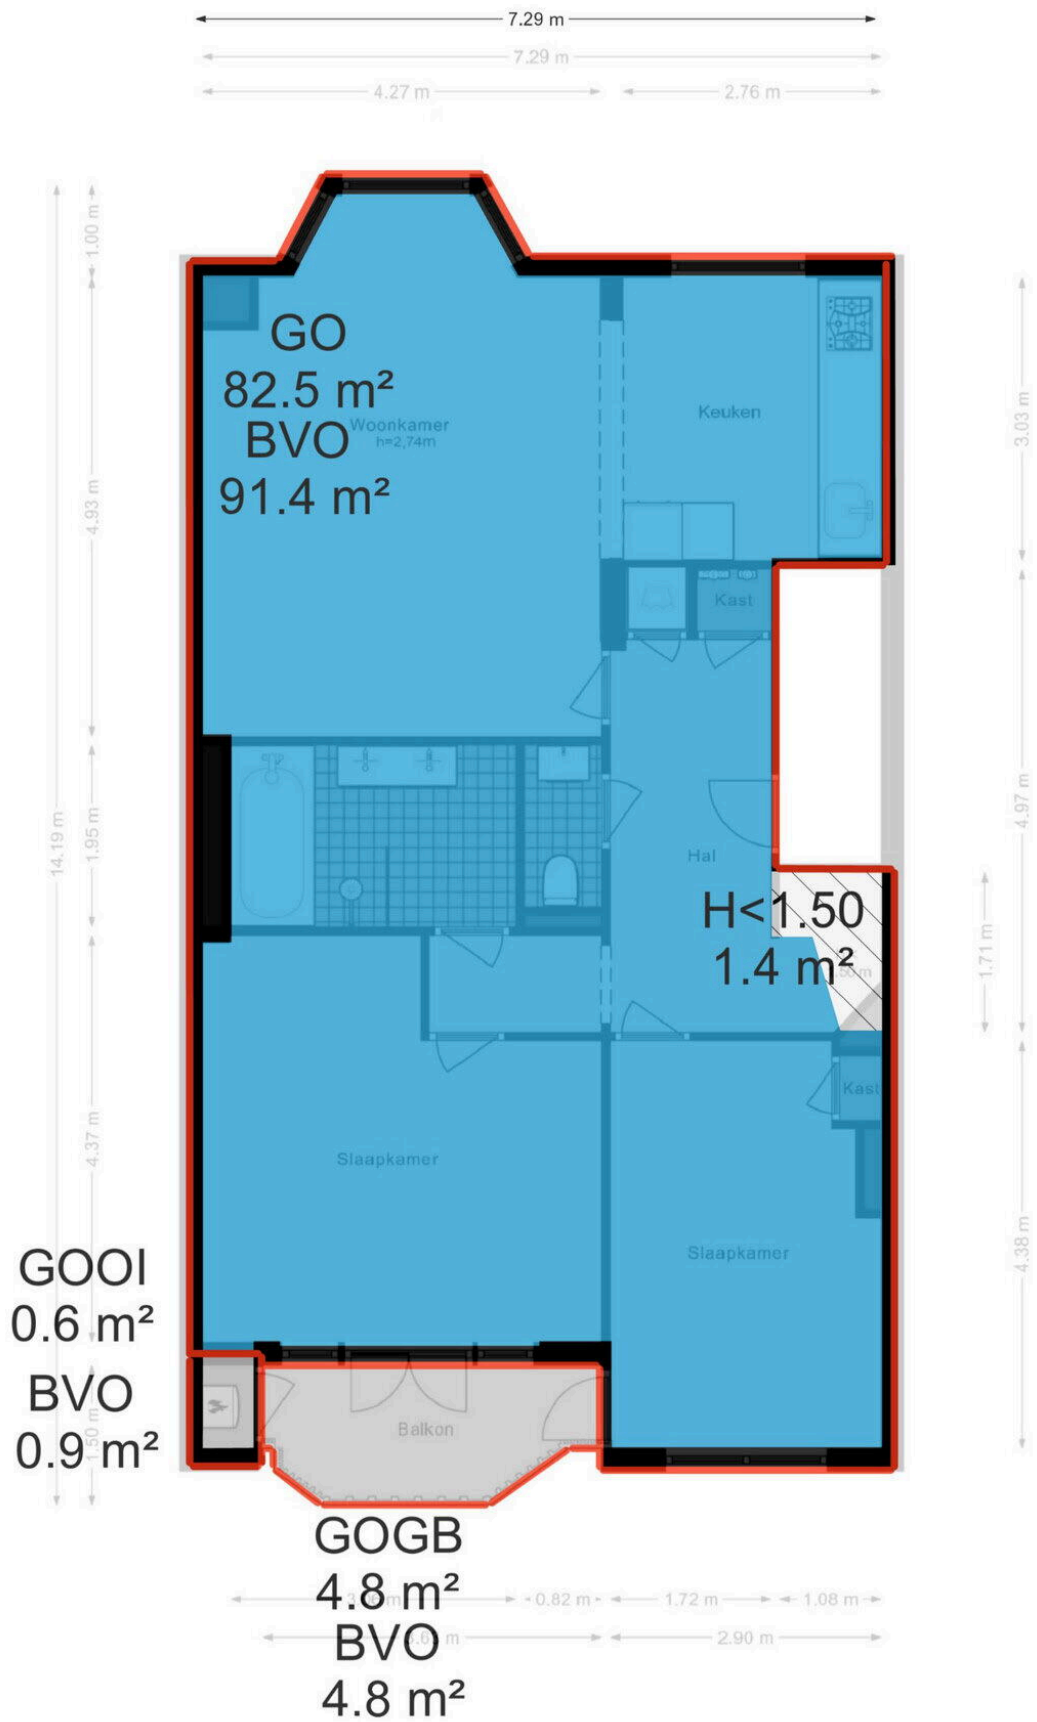 7.29 m
7.29 m
4.27 m
2.76 m
1.00 m
GO
82.5 m²
Woonkamer
h=2,74m
BVO
91.4 m²
Keuken
3.03 m
4.93 m
Kast
14.19 m
1.95 m
4.97 m
Hal
H<1.50
1.4 m²
1.71 m
Kast
4.37 m
Slaapkamer
Slaapkamer
4.38 m
GOOI
0.6 m²
BVO
0.9 m²
1.50 m
Balkon
GOGB
4.8 m²
0.82 m
1.72 m
1.08 m
BVO
2.90 m
4.8 m²